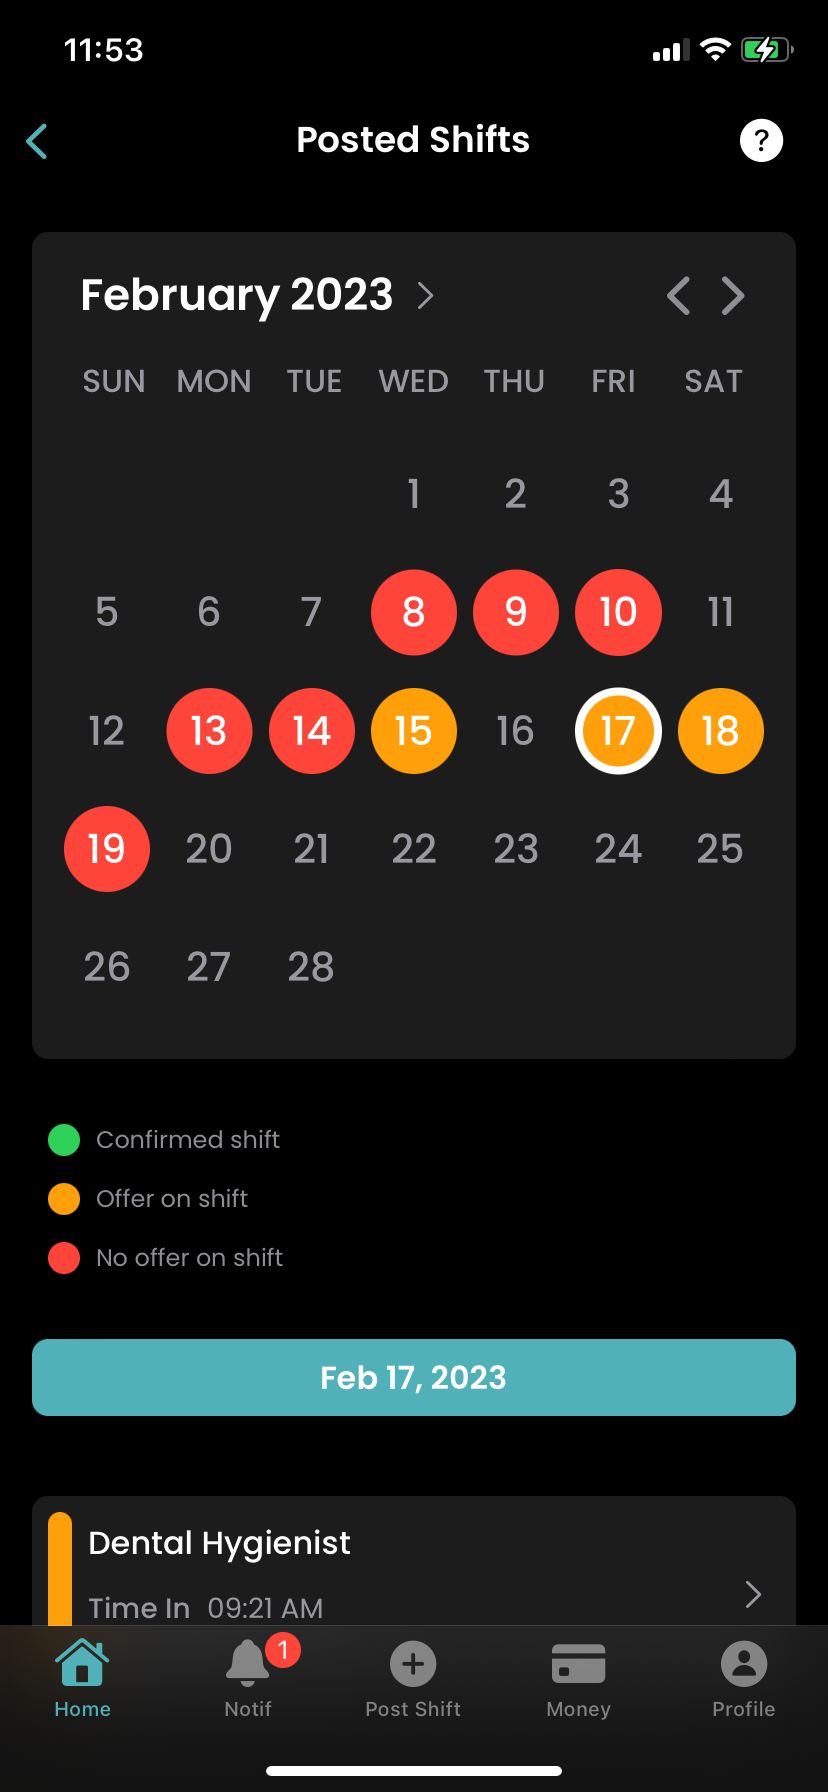 11:53
Posted Shifts
?
February 2023
SUN MON TUE WED THU FRI SAT
1 2 3 4
5 6 7 8 9 10 11
12 13 14 15 16 17 18
19 20 21 22 23 24 25
26 27 28
Confirmed shift
Offer on shift
No offer on shift
Feb 17, 2023
Dental Hygienist
Time In 09:21 AM
1
Home Notif Post Shift Money Profile